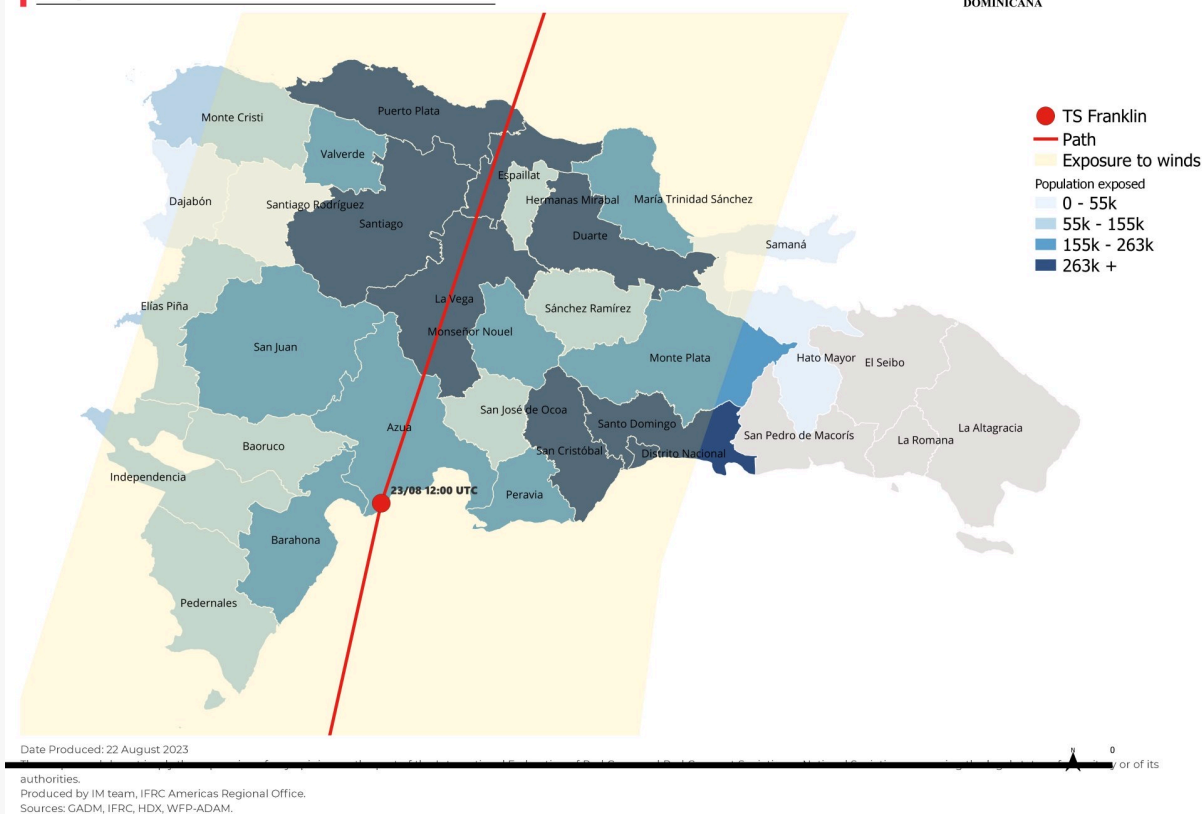 DOMINICANA
TS Franklin
Path
Exposure to winds
Population exposed
0 - 55k
55k - 155k
155k - 263k
263k +
Puerto Plata
Monte Cristi
Valverde
Espaillat
Dajabón
Santiago Rodríguez
Hermanas Mirabal
María Trinidad Sánchez
Santiago
Duarte
Samaná
La Vega
Elías Piña
Sánchez Ramírez
Monseñor Nouel
San Juan
Monte Plata
Hato Mayor
El Seibo
San José de Ocoa
Azua
Santo Domingo
La Altagracia
San Pedro de Macorís
La Romana
Baoruco
San Cristóbal
Distrito Nacional
Independencia
23/08 12:00 UTC
Peravia
Barahona
Pedernales
Date Produced: 22 August 2023
N
0
or of its
authorities.
Produced by IM team, IFRC Americas Regional Office.
Sources: GADM, IFRC, HDX, WFP-ADAM.